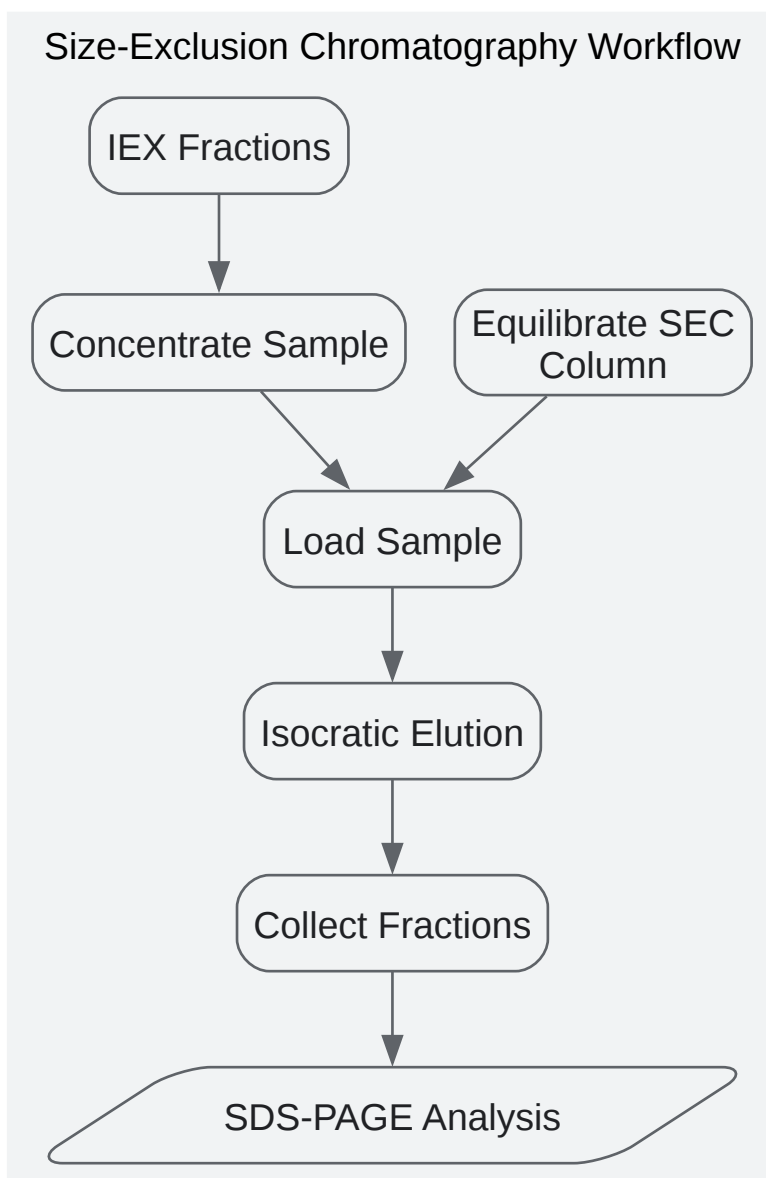 Size-Exclusion Chromatography Workflow
IEX Fractions
Concentrate Sample
Equilibrate SEC
Column
Load Sample
Isocratic Elution
Collect Fractions
SDS-PAGE Analysis